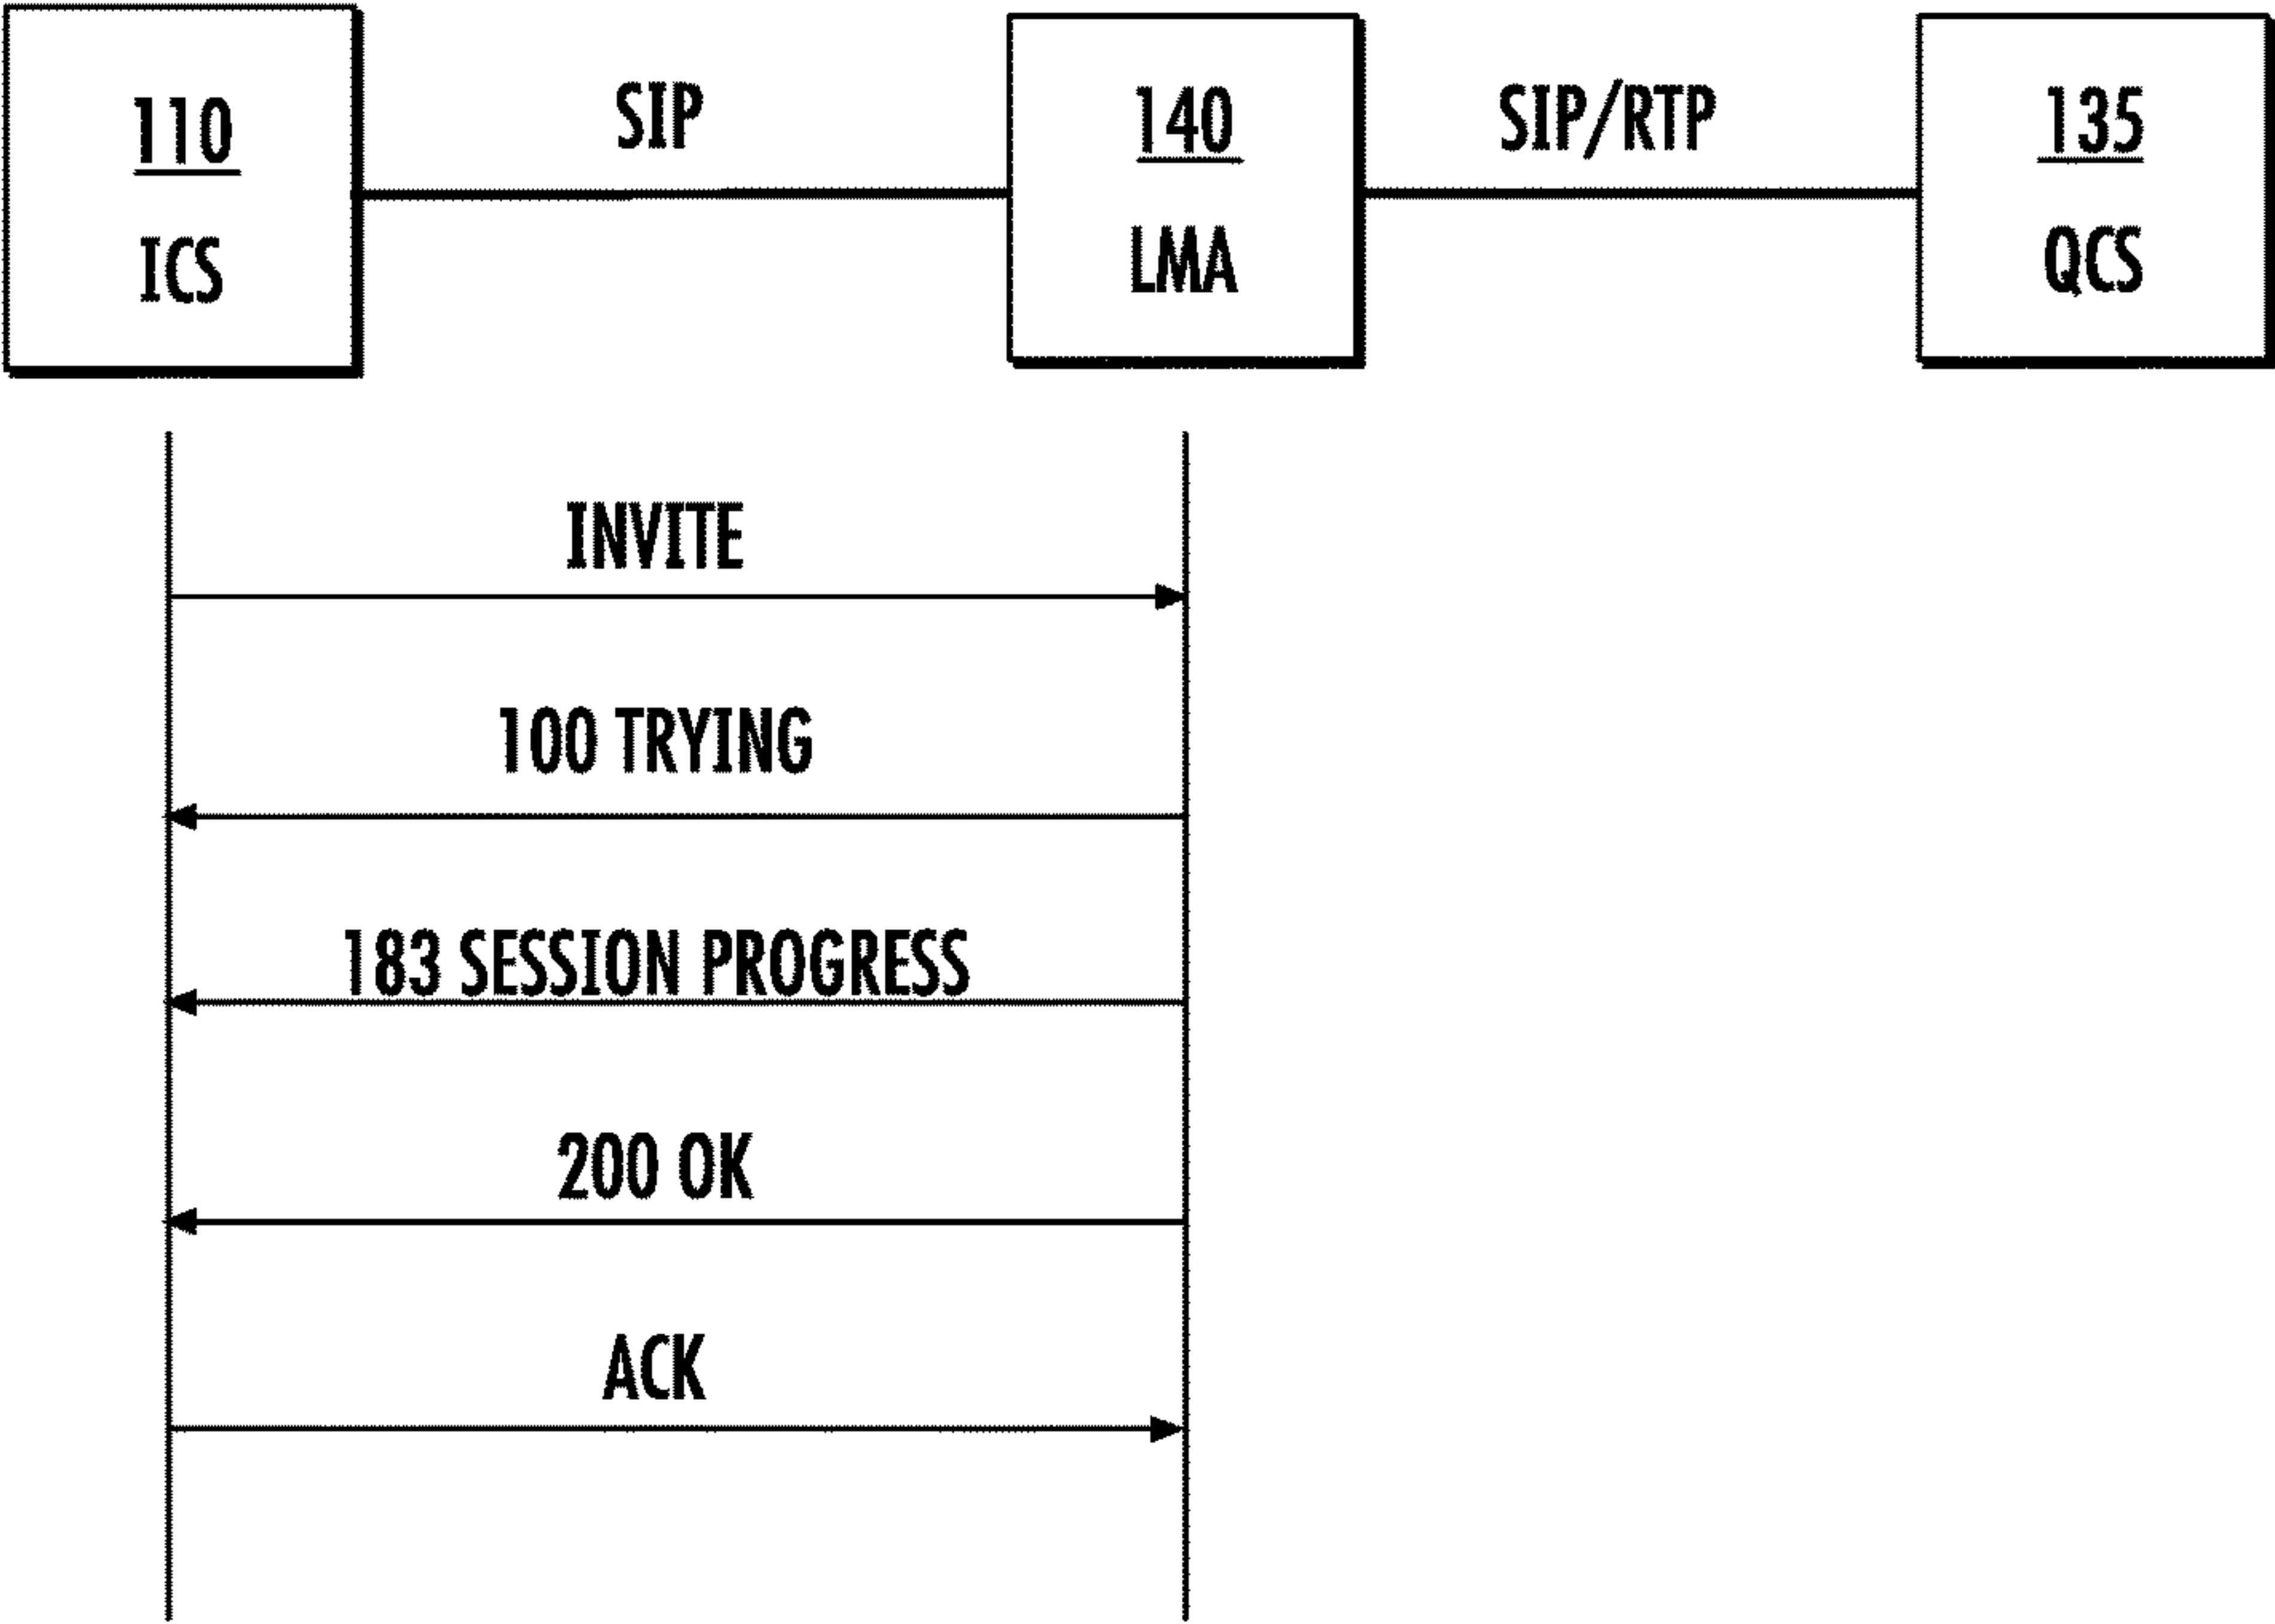 110
ICS
SIP
140
LMA
SIP/RTP
135
QCS
INVITE
100 TRYING
183 SESSION PROGRESS
200 OK
ACK